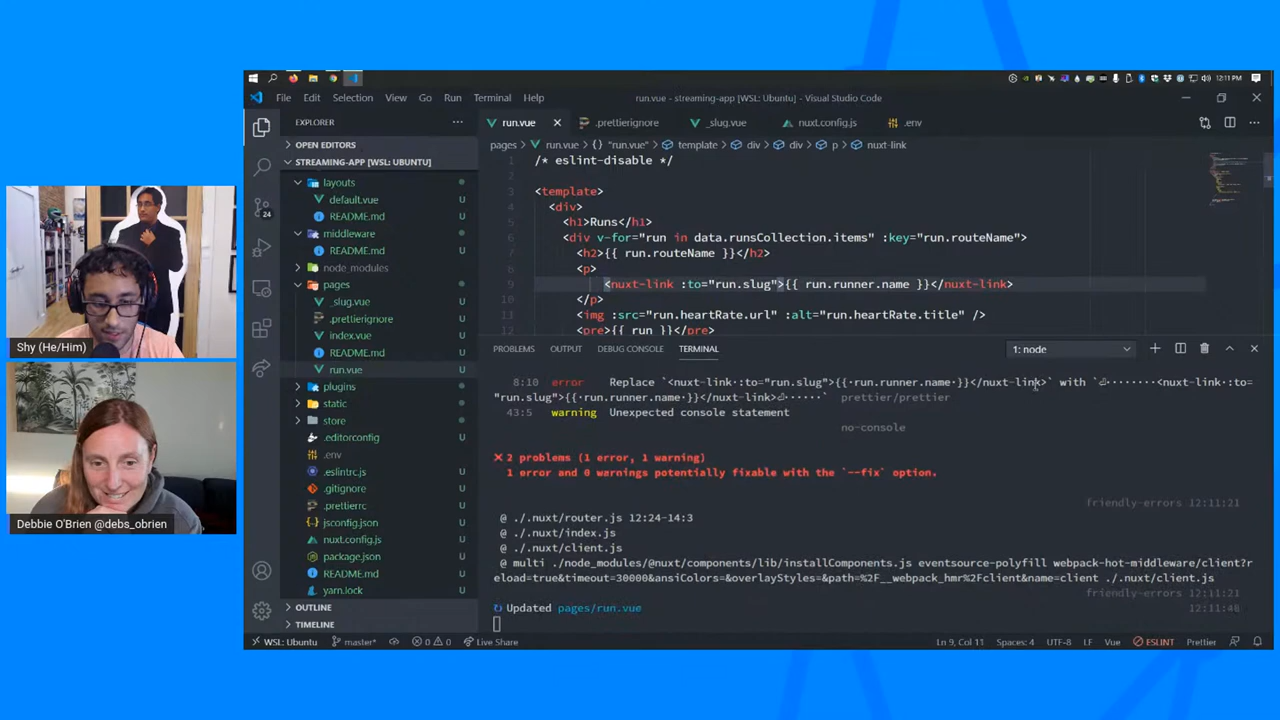 File Edit Selection View Go Run Terminal Help
run.vue - streaming-app [WSL: Ubuntu] - Visual Studio Code
12:11 PM
EXPLORER
OPEN EDITORS
STREAMING-APP [WSL: UBUNTU]
layouts
default.vue U
README.md U
middleware
README.md U
node_modules
pages
_slug.vue U
.prettierignore U
index.vue U
README.md U
run.vue U
plugins
static
store
.editorconfig U
.env
.eslintrc.js U
.gitignore U
.prettierrc U
jsconfig.json U
nuxt.config.js U
package.json U
README.md U
yarn.lock U
OUTLINE
TIMELINE
24
run.vue .prettierignore _slug.vue nuxt.config.js .env
pages > run.vue > {} "run.vue" > template > div > div > p > nuxt-link
1 /* eslint-disable */
2
3 <template>
4 <div>
5 <h1>Runs</h1>
6 <div v-for="run in data.runsCollection.items" :key="run.routeName">
7 <h2>{{ run.routeName }}</h2>
8 <p>
9 <nuxt-link :to="run.slug">{{ run.runner.name }}</nuxt-link>
10 </p>
11 <img :src="run.heartRate.url" :alt="run.heartRate.title" />
12 <pre>{{ run }}</pre>
PROBLEMS OUTPUT DEBUG CONSOLE TERMINAL 1: node
8:10 error Replace `<nuxt-link·:to="run.slug">{{·run.runner.name·}}</nuxt-link>` with `⏎········<nuxt-link·:to=
"run.slug">{{·run.runner.name·}}</nuxt-link>⏎······` prettier/prettier
43:5 warning Unexpected console statement
no-console
✖ 2 problems (1 error, 1 warning)
1 error and 0 warnings potentially fixable with the `--fix` option.
friendly-errors 12:11:21
@ ./.nuxt/router.js 12:24-14:3
@ ./.nuxt/index.js
@ ./.nuxt/client.js
@ multi ./node_modules/@nuxt/components/lib/installComponents.js eventsource-polyfill webpack-hot-middleware/client?r
eload=true&timeout=30000&ansiColors=&overlayStyles=&path=%2F__webpack_hmr%2Fclient&name=client ./.nuxt/client.js
friendly-errors 12:11:21
↻ Updated pages/run.vue 12:11:48
WSL: Ubuntu master* 0 0 Live Share Ln 9, Col 11 Spaces: 4 UTF-8 LF Vue ESLINT Prettier
Shy (He/Him)
Debbie O'Brien @debs_obrien